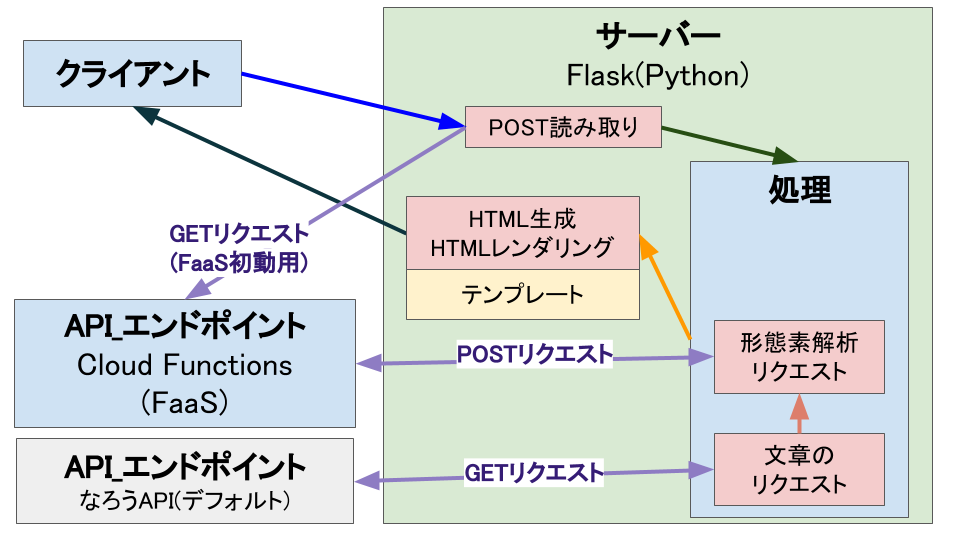 サーバー
Flask(Python)
クライアント
POST読み取り
処理
HTML生成
HTMLレンダリング
テンプレート
GETリクエスト
(FaaS初動用)
API_エンドポイント
Cloud Functions
(FaaS)
POSTリクエスト
形態素解析
リクエスト
API_エンドポイント
なろうAPI(デフォルト)
GETリクエスト
文章の
リクエスト